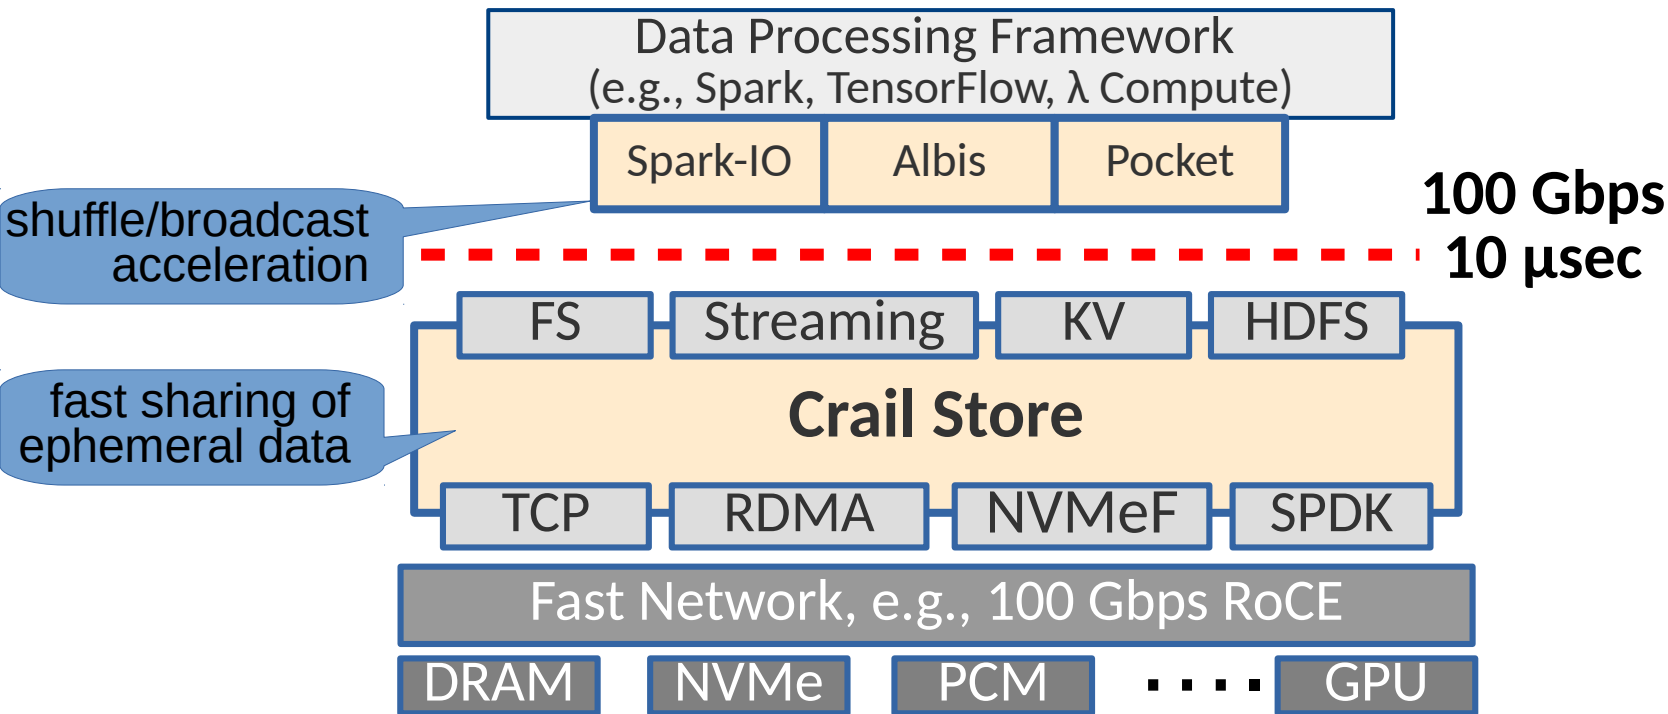 Data Processing Framework
(e.g., Spark, TensorFlow, λ Compute)
Spark-IO
Albis
Pocket
shuffle/broadcast
acceleration
100 Gbps
10 µsec
FS
Streaming
KV
HDFS
fast sharing of
ephemeral data
Crail Store
TCP
RDMA
NVMeF
SPDK
Fast Network, e.g., 100 Gbps RoCE
DRAM
NVMe
PCM
....
GPU